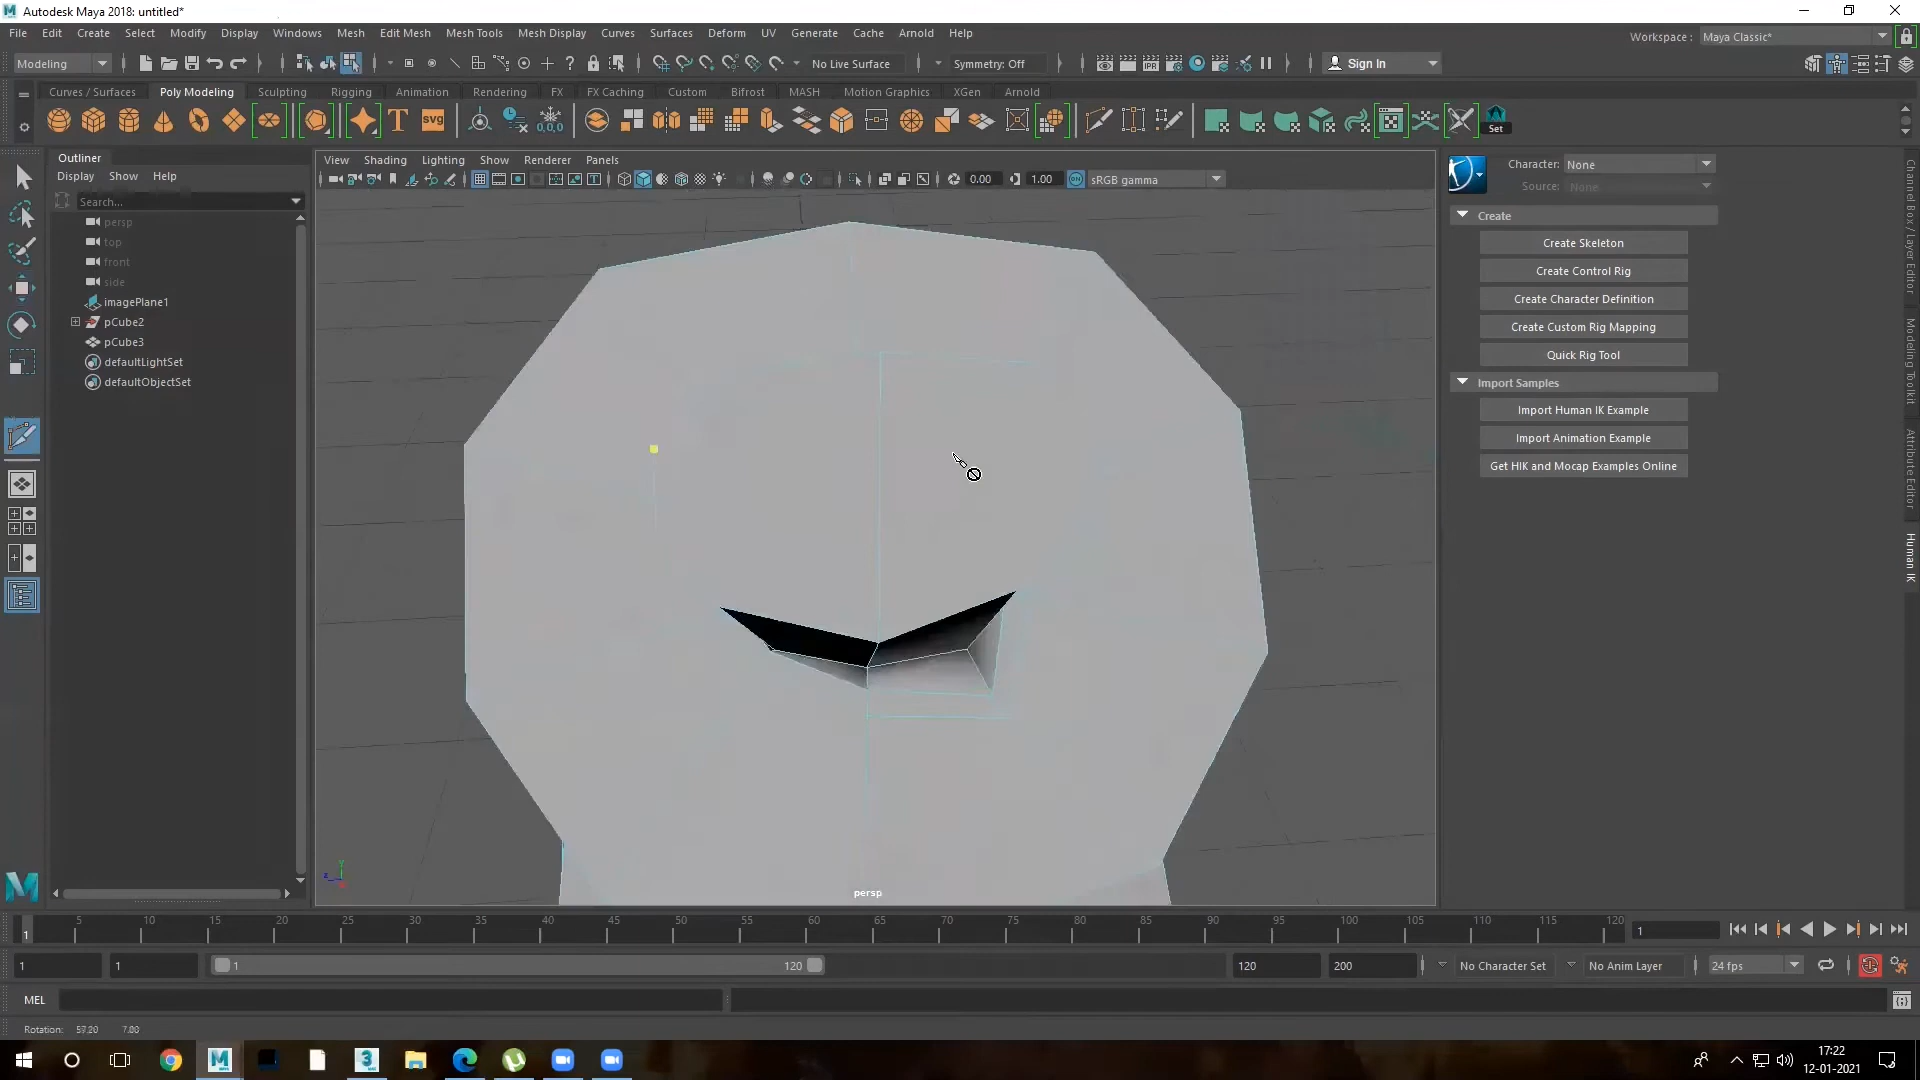 Autodesk Maya 2018: untitled*
File Edit Create Select Modify Display Windows Mesh Edit Mesh Mesh Tools Mesh Display Curves Surfaces Deform UV Generate Cache Arnold Help
Workspace : Maya Classic*
Modeling No Live Surface Symmetry: Off Sign In
Curves / Surfaces Poly Modeling Sculpting Rigging Animation Rendering FX FX Caching Custom Bifrost MASH Motion Graphics XGen Arnold
T svg 0,0,0 Set
Outliner
Display Show Help
Search...
persp
top
front
side
imagePlane1
pCube2
pCube3
defaultLightSet
defaultObjectSet
View Shading Lighting Show Renderer Panels
0.00 1.00 sRGB gamma
persp
Character: None
Source: None
Create
Create Skeleton
Create Control Rig
Create Character Definition
Create Custom Rig Mapping
Quick Rig Tool
Import Samples
Import Human IK Example
Import Animation Example
Get HIK and Mocap Examples Online
Channel Box / Layer Editor
Modeling Toolkit
Attribute Editor
Human IK
5 10 15 20 25 30 35 40 45 50 55 60 65 70 75 80 85 90 95 100 105 110 115 120
1 1
1 1 1 120 120 200 No Character Set No Anim Layer 24 fps
MEL
Rotation: 57.20 7.00
17:22
12-01-2021